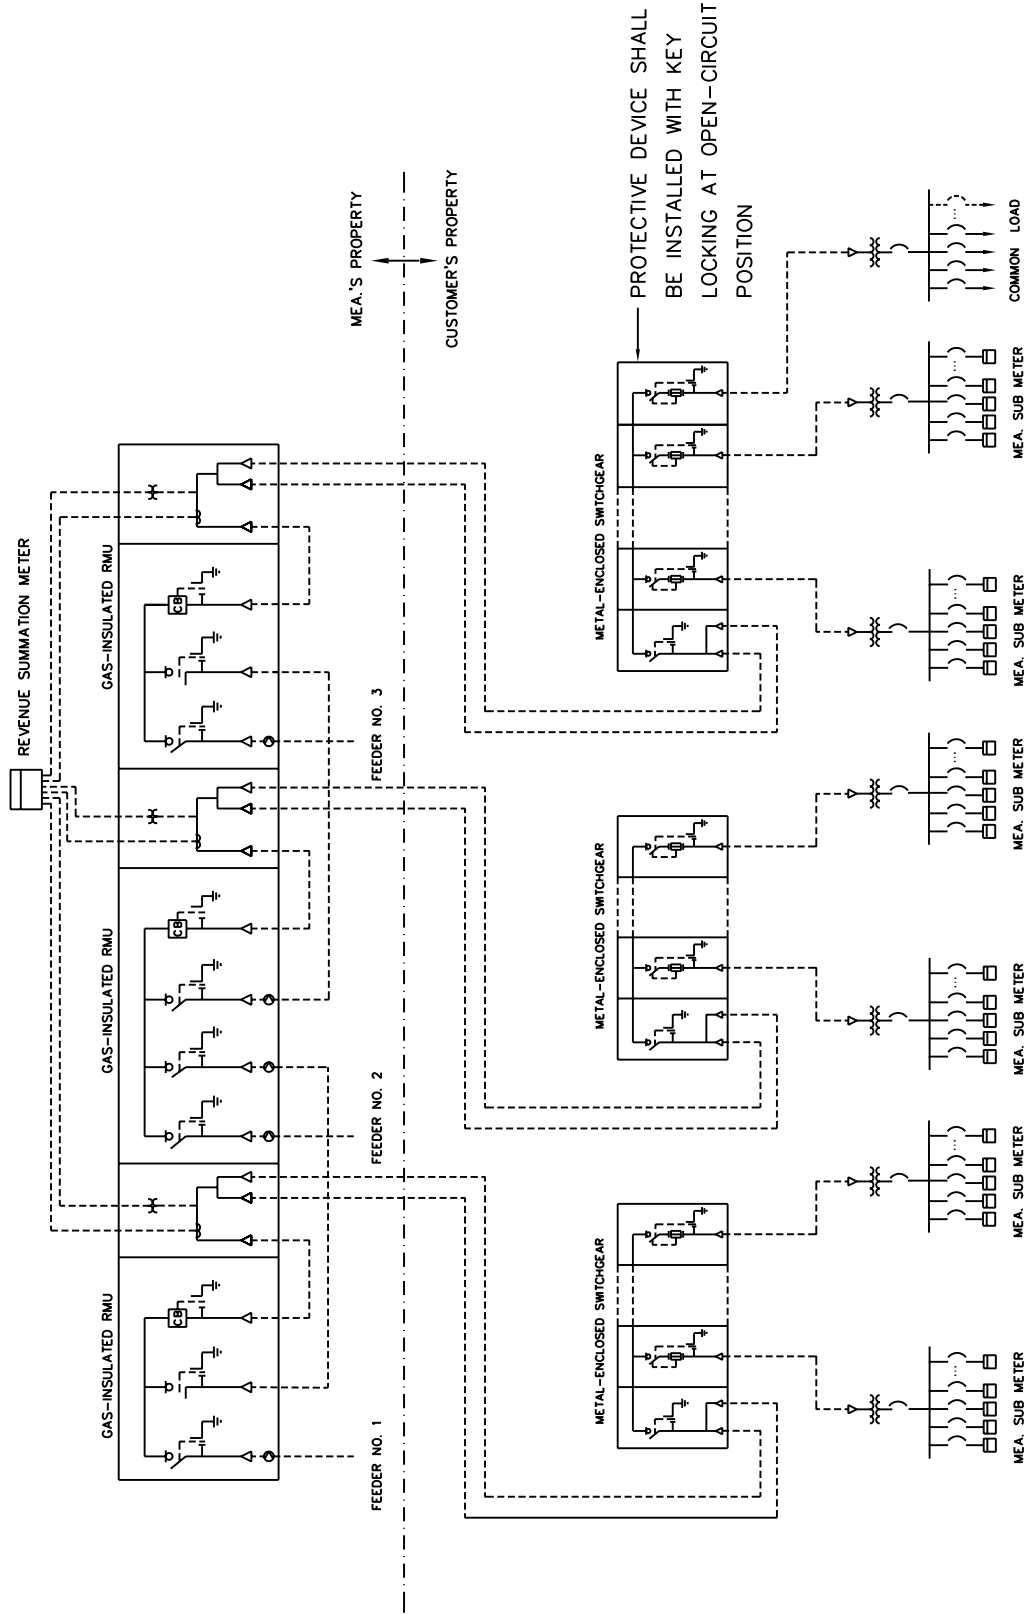 REVENUE SUMMATION METER
GAS-INSULATED RMU
GAS-INSULATED RMU
GAS-INSULATED RMU
CB
CB
CB
FEEDER NO. 1
FEEDER NO. 2
FEEDER NO. 3
MEA.'S PROPERTY
CUSTOMER'S PROPERTY
METAL-ENCLOSED SWITCHGEAR
METAL-ENCLOSED SWITCHGEAR
METAL-ENCLOSED SWITCHGEAR
PROTECTIVE DEVICE SHALL
BE INSTALLED WITH KEY
LOCKING AT OPEN-CIRCUIT
POSITION
MEA. SUB METER
MEA. SUB METER
MEA. SUB METER
MEA. SUB METER
MEA. SUB METER
MEA. SUB METER
COMMON LOAD